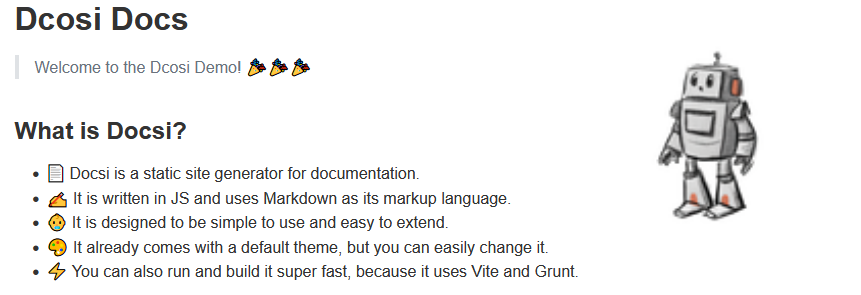 Dcosi Docs
Welcome to the Dcosi Demo! 🎉🎉🎉
What is Docsi?
• 📄 Docsi is a static site generator for documentation.
• ✍️ It is written in JS and uses Markdown as its markup language.
• 👶 It is designed to be simple to use and easy to extend.
• 🎨 It already comes with a default theme, but you can easily change it.
• ⚡ You can also run and build it super fast, because it uses Vite and Grunt.